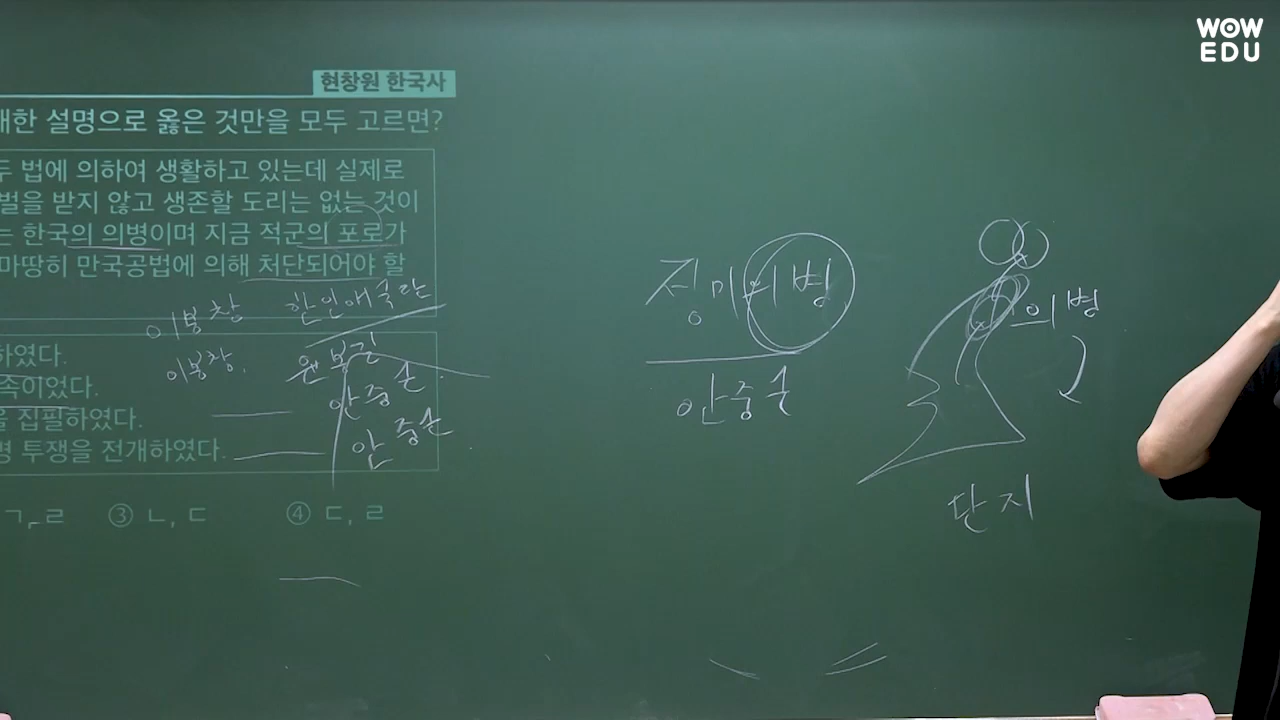 WOW
EDU
현창원 한국사
대한 설명으로 옳은 것만을 모두 고르면?
두 법에 의하여 생활하고 있는데 실제로
벌을 받지 않고 생존할 도리는 없는 것이
는 한국의 의병이며 지금 적군의 포로가
마땅히 만국공법에 의해 처단되어야 할
이봉창 한인애국단
하였다.
이봉창. 윤봉길
족이었다.
안중근
을 집필하였다.
안중근
병 투쟁을 전개하였다.
ㄱ, ㄹ ③ ㄴ, ㄷ ④ ㄷ, ㄹ
정미의병
안중근
의병
단지